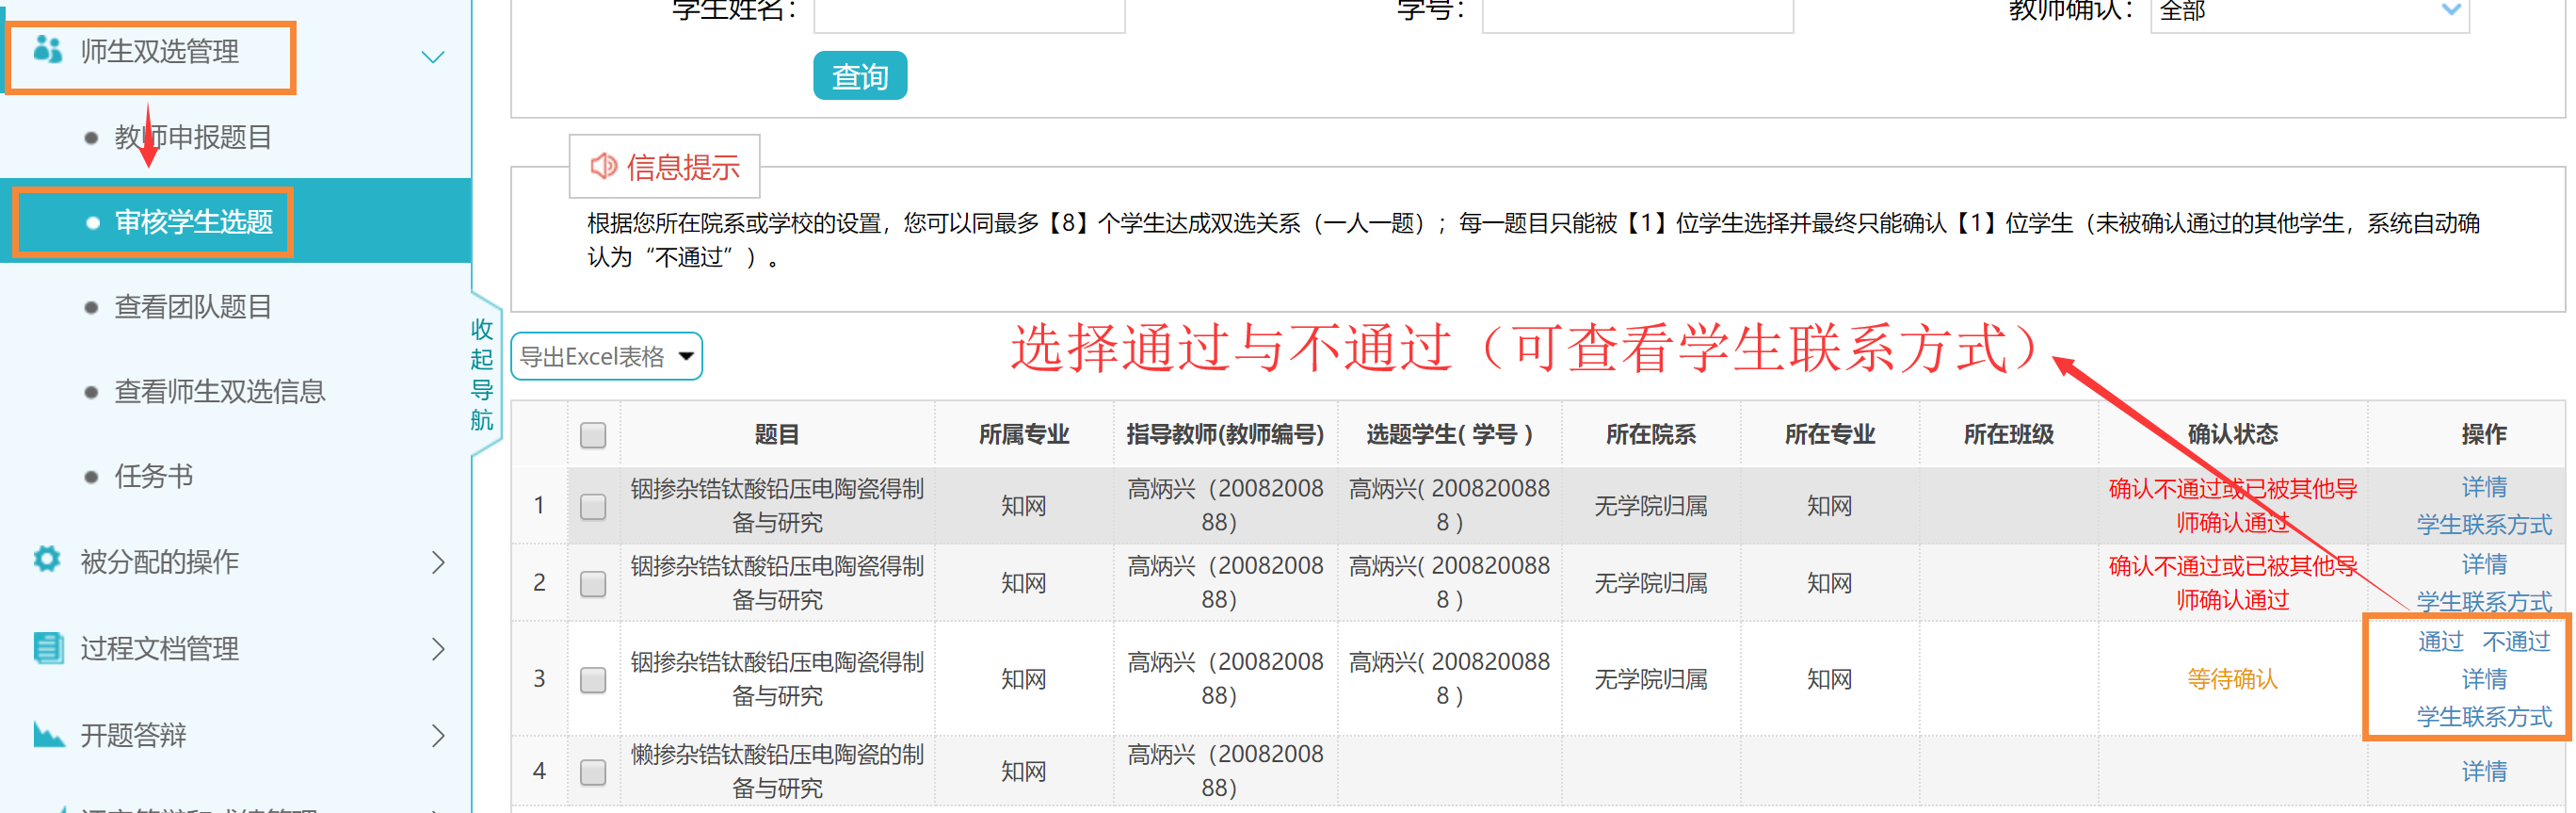 师生双选管理
教师申报题目
审核学生选题
查看团队题目
查看师生双选信息
任务书
被分配的操作
过程文档管理
开题答辩
收起导航
学生姓名：
学号：
教师确认：
全部
查询
信息提示
根据您所在院系或学校的设置，您可以同最多【8】个学生达成双选关系（一人一题）；每一题目只能被【1】位学生选择并最终只能确认【1】位学生（未被确认通过的其他学生，系统自动确
认为“不通过”）。
导出Excel表格
选择通过与不通过（可查看学生联系方式）
题目 所属专业 指导教师(教师编号) 选题学生( 学号 ) 所在院系 所在专业 所在班级 确认状态 操作
1 铟掺杂锆钛酸铅压电陶瓷得制 知网 高炳兴（20082008 高炳兴( 200820088 无学院归属 知网 确认不通过或已被其他导 详情
备与研究 88） 8 ) 师确认通过 学生联系方式
2 铟掺杂锆钛酸铅压电陶瓷得制 知网 高炳兴（20082008 高炳兴( 200820088 无学院归属 知网 确认不通过或已被其他导 详情
备与研究 88） 8 ) 师确认通过 学生联系方式
通过 不通过
3 铟掺杂锆钛酸铅压电陶瓷得制 知网 高炳兴（20082008 高炳兴( 200820088 无学院归属 知网 等待确认 详情
备与研究 88） 8 ) 学生联系方式
4 懒掺杂锆钛酸铅压电陶瓷的制 知网 高炳兴（20082008 详情
备与研究 88）